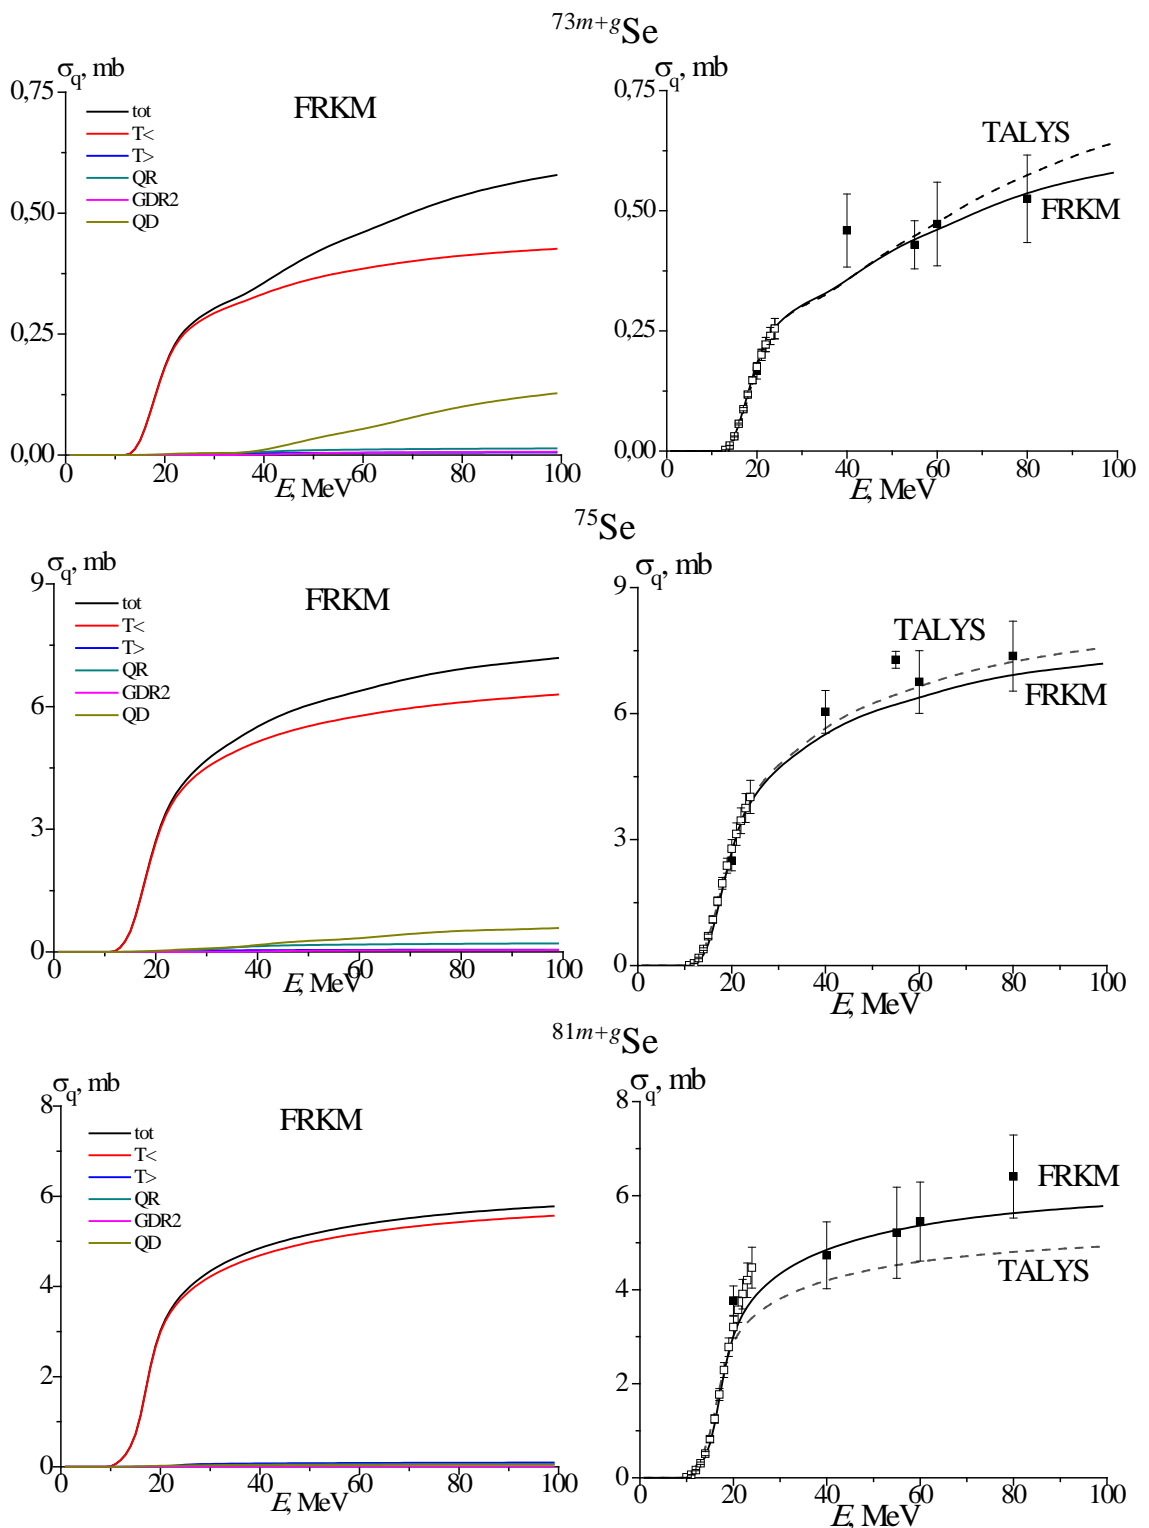 73m+gSe
σq, mb
0,75
0,50
0,25
0,00
FRKM
tot
T<
T>
QR
GDR2
QD
0 20 40 60 80 100
E, MeV
σq, mb
0,75
0,50
0,25
0,00
TALYS
FRKM
0 20 40 60 80 100
E, MeV
75Se
σq, mb
9
6
3
0
FRKM
tot
T<
T>
QR
GDR2
QD
0 20 40 60 80 100
E, MeV
σq, mb
9
6
3
0
TALYS
FRKM
0 20 40 60 80 100
E, MeV
81m+gSe
σq, mb
8
6
4
2
0
FRKM
tot
T<
T>
QR
GDR2
QD
0 20 40 60 80 100
E, MeV
σq, mb
8
6
4
2
0
FRKM
TALYS
0 20 40 60 80 100
E, MeV